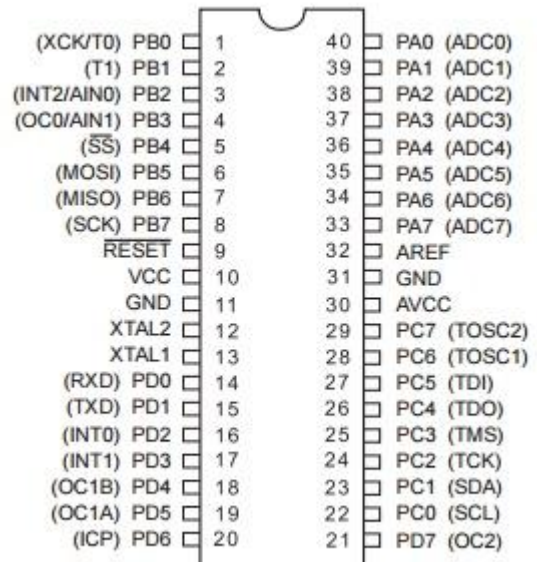 (XCK/T0) PB0 1 40 PA0 (ADC0)
(T1) PB1 2 39 PA1 (ADC1)
(INT2/AIN0) PB2 3 38 PA2 (ADC2)
(OC0/AIN1) PB3 4 37 PA3 (ADC3)
(S̅S̅) PB4 5 36 PA4 (ADC4)
(MOSI) PB5 6 35 PA5 (ADC5)
(MISO) PB6 7 34 PA6 (ADC6)
(SCK) PB7 8 33 PA7 (ADC7)
R̅E̅S̅E̅T̅ 9 32 AREF
VCC 10 31 GND
GND 11 30 AVCC
XTAL2 12 29 PC7 (TOSC2)
XTAL1 13 28 PC6 (TOSC1)
(RXD) PD0 14 27 PC5 (TDI)
(TXD) PD1 15 26 PC4 (TDO)
(INT0) PD2 16 25 PC3 (TMS)
(INT1) PD3 17 24 PC2 (TCK)
(OC1B) PD4 18 23 PC1 (SDA)
(OC1A) PD5 19 22 PC0 (SCL)
(ICP) PD6 20 21 PD7 (OC2)